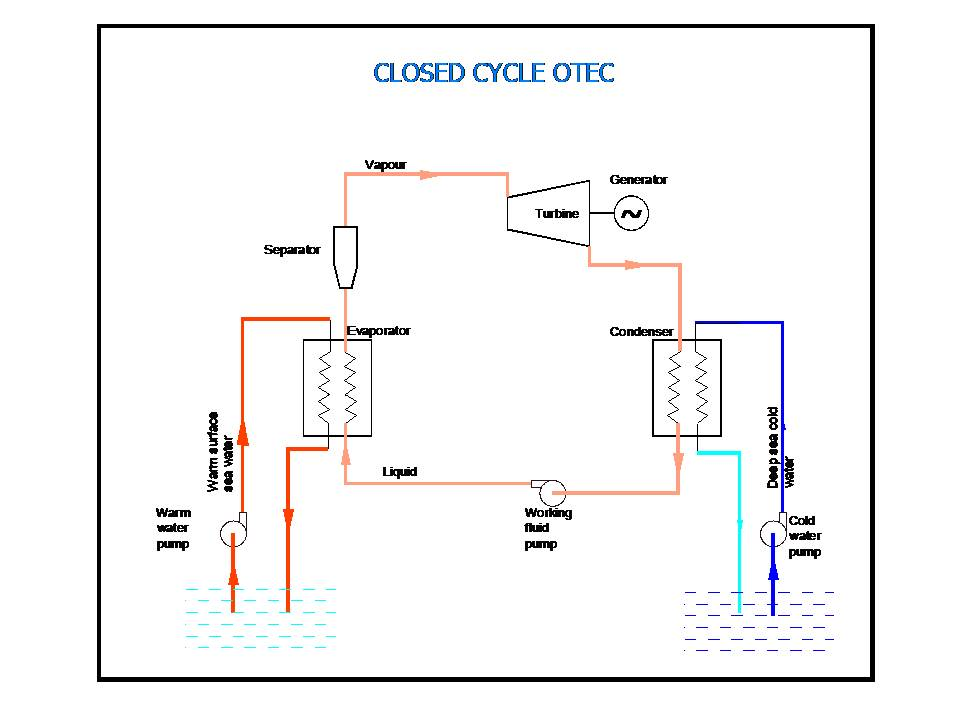 CLOSED CYCLE OTEC
Vapour
Generator
Turbine
Separator
Evaporator
Condenser
Warm surface
sea water
Deep sea cold
water
Liquid
Warm
water
pump
Working
fluid
pump
Cold
water
pump